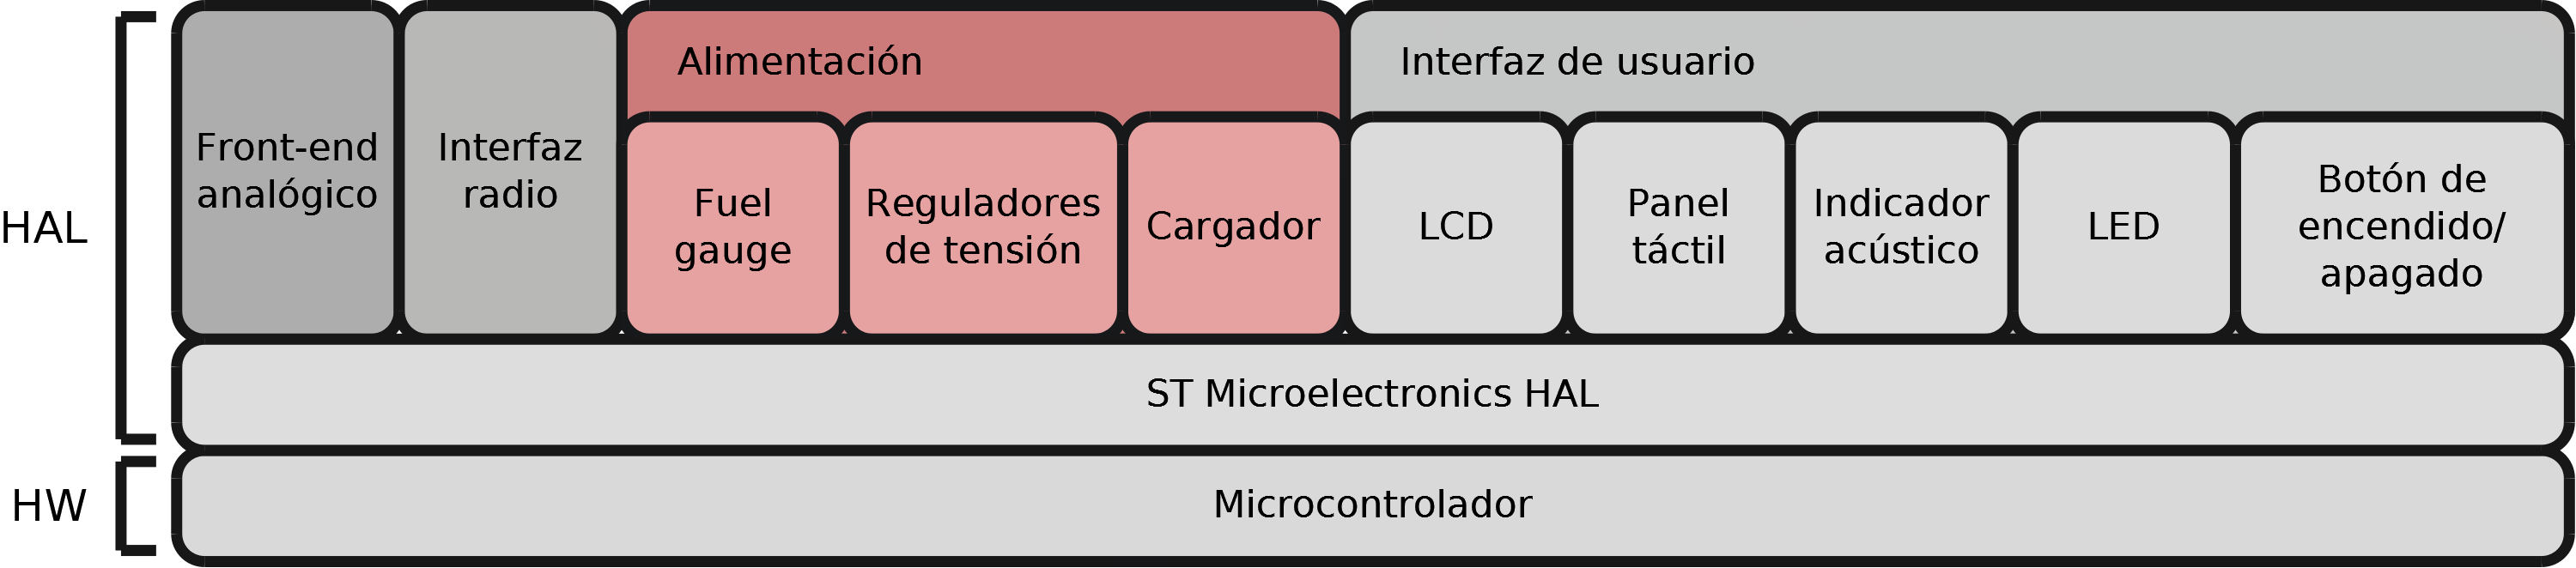 HAL
HW
Front-end
analógico
Interfaz
radio
Alimentación
Fuel
gauge
Reguladores
de tensión
Cargador
Interfaz de usuario
LCD
Panel
táctil
Indicador
acústico
LED
Botón de
encendido/
apagado
ST Microelectronics HAL
Microcontrolador